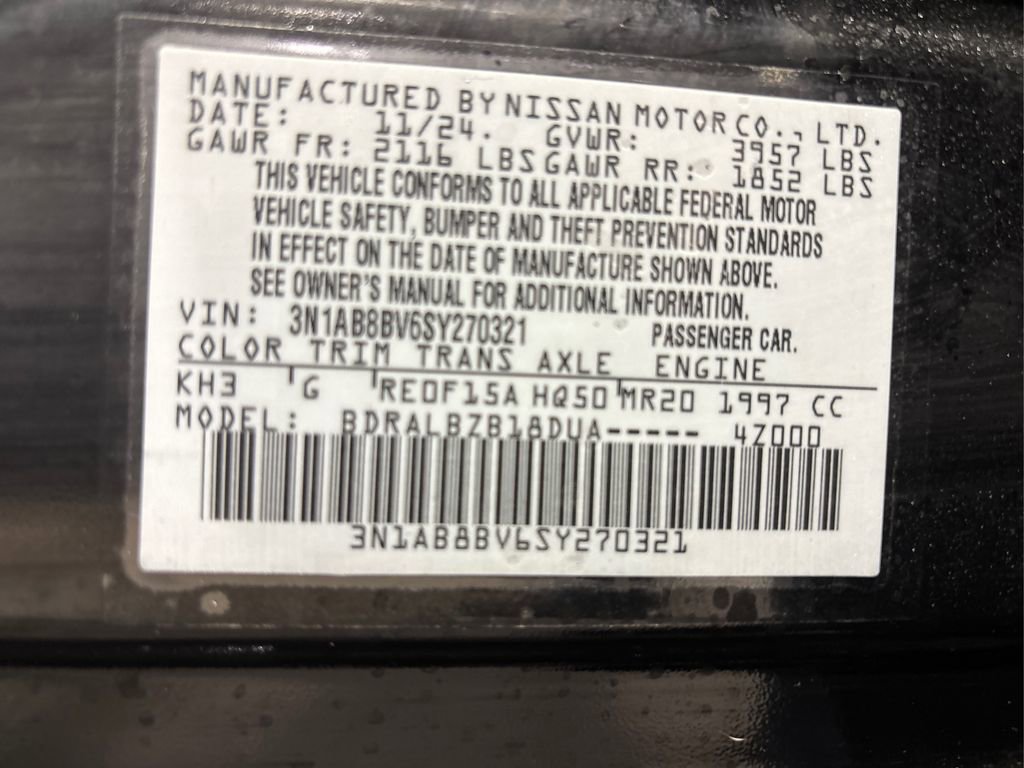 MANUFACTURED BY NISSAN MOTOR CO., LTD.
DATE: 11/24. GVWR: 3957 LBS
GAWR FR: 2116 LBS GAWR RR: 1852 LBS
THIS VEHICLE CONFORMS TO ALL APPLICABLE FEDERAL MOTOR
VEHICLE SAFETY, BUMPER AND THEFT PREVENTION STANDARDS
IN EFFECT ON THE DATE OF MANUFACTURE SHOWN ABOVE.
SEE OWNER'S MANUAL FOR ADDITIONAL INFORMATION.
VIN: 3N1AB8BV6SY270321 PASSENGER CAR.
COLOR TRIM TRANS AXLE ENGINE
KH3 G RE0F15A HQ50 MR20 1997 CC
MODEL: BDRALBZB18DUA----- 4Z000
3N1AB8BV6SY270321